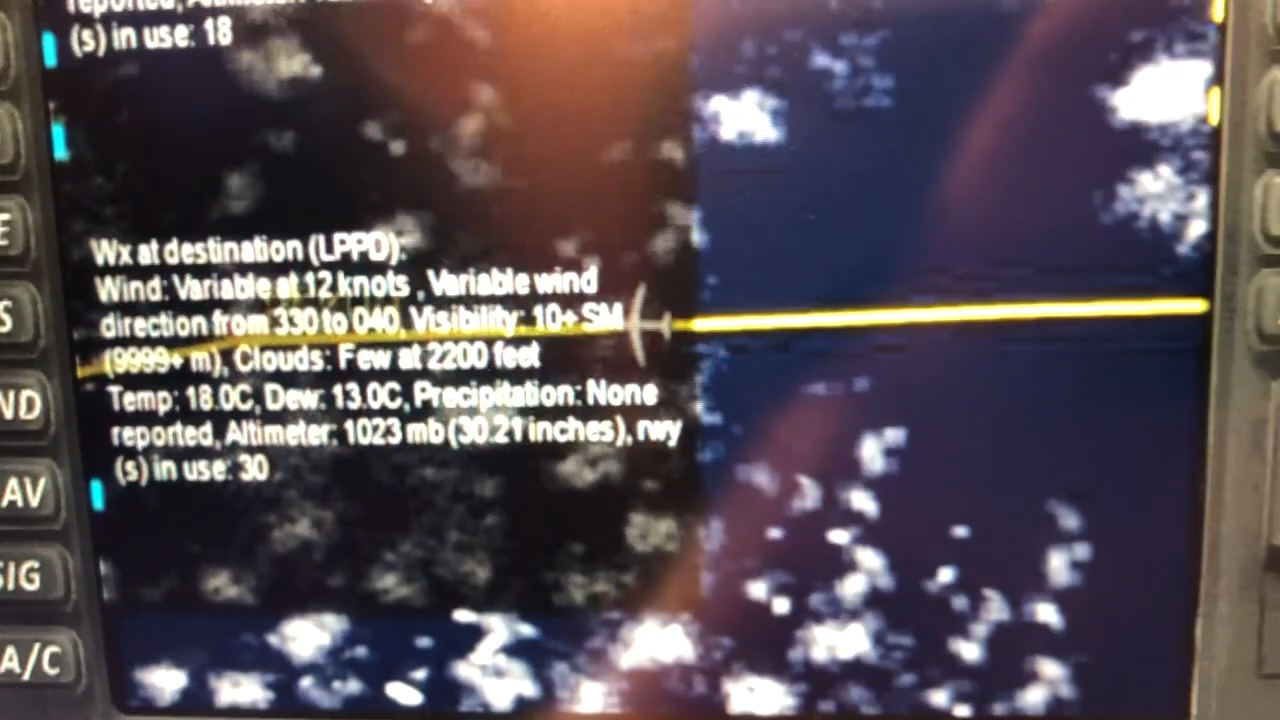 reported, Altimeter:
(s) in use: 18
Wx at destination (LPPD):
Wind: Variable at 12 knots , Variable wind
direction from 330 to 040, Visibility: 10+ SM
(9999+ m), Clouds: Few at 2200 feet
Temp: 18.0C, Dew: 13.0C, Precipitation: None
reported, Altimeter: 1023 mb (30.21 inches), rwy
(s) in use: 30
E
S
ND
AV
SIG
A/C